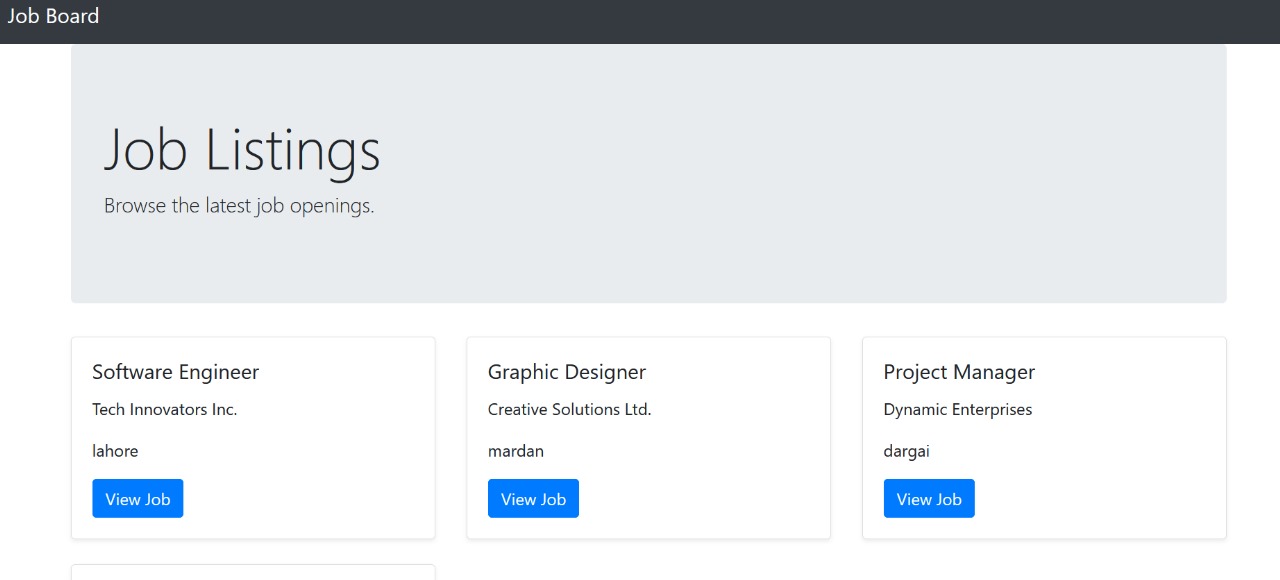 Job Board
Job Listings
Browse the latest job openings.
Software Engineer
Tech Innovators Inc.
lahore
View Job
Graphic Designer
Creative Solutions Ltd.
mardan
View Job
Project Manager
Dynamic Enterprises
dargai
View Job